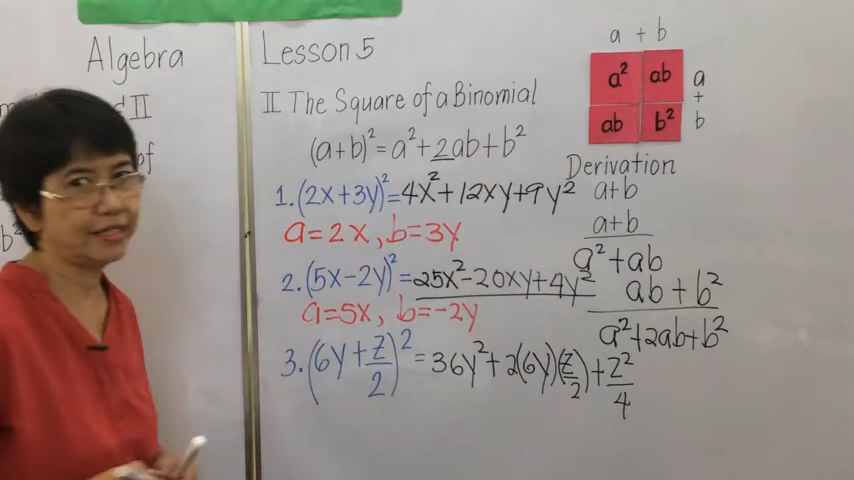 Algebra
Lesson 5
II
II The Square of a Binomial
(a+b)² = a² + 2ab + b²
1. (2x+3y)² = 4x² + 12xy + 9y²
a = 2x, b = 3y
2. (5x-2y)² = 25x² - 20xy + 4y²
a = 5x, b = -2y
3. (6y + z/2)² = 36y² + 2(6y)(z/2) + z²/4
a + b
a² ab a
+
ab b² b
Derivation
a+b
a+b
a² + ab
ab + b²
a² + 2ab + b²
b²